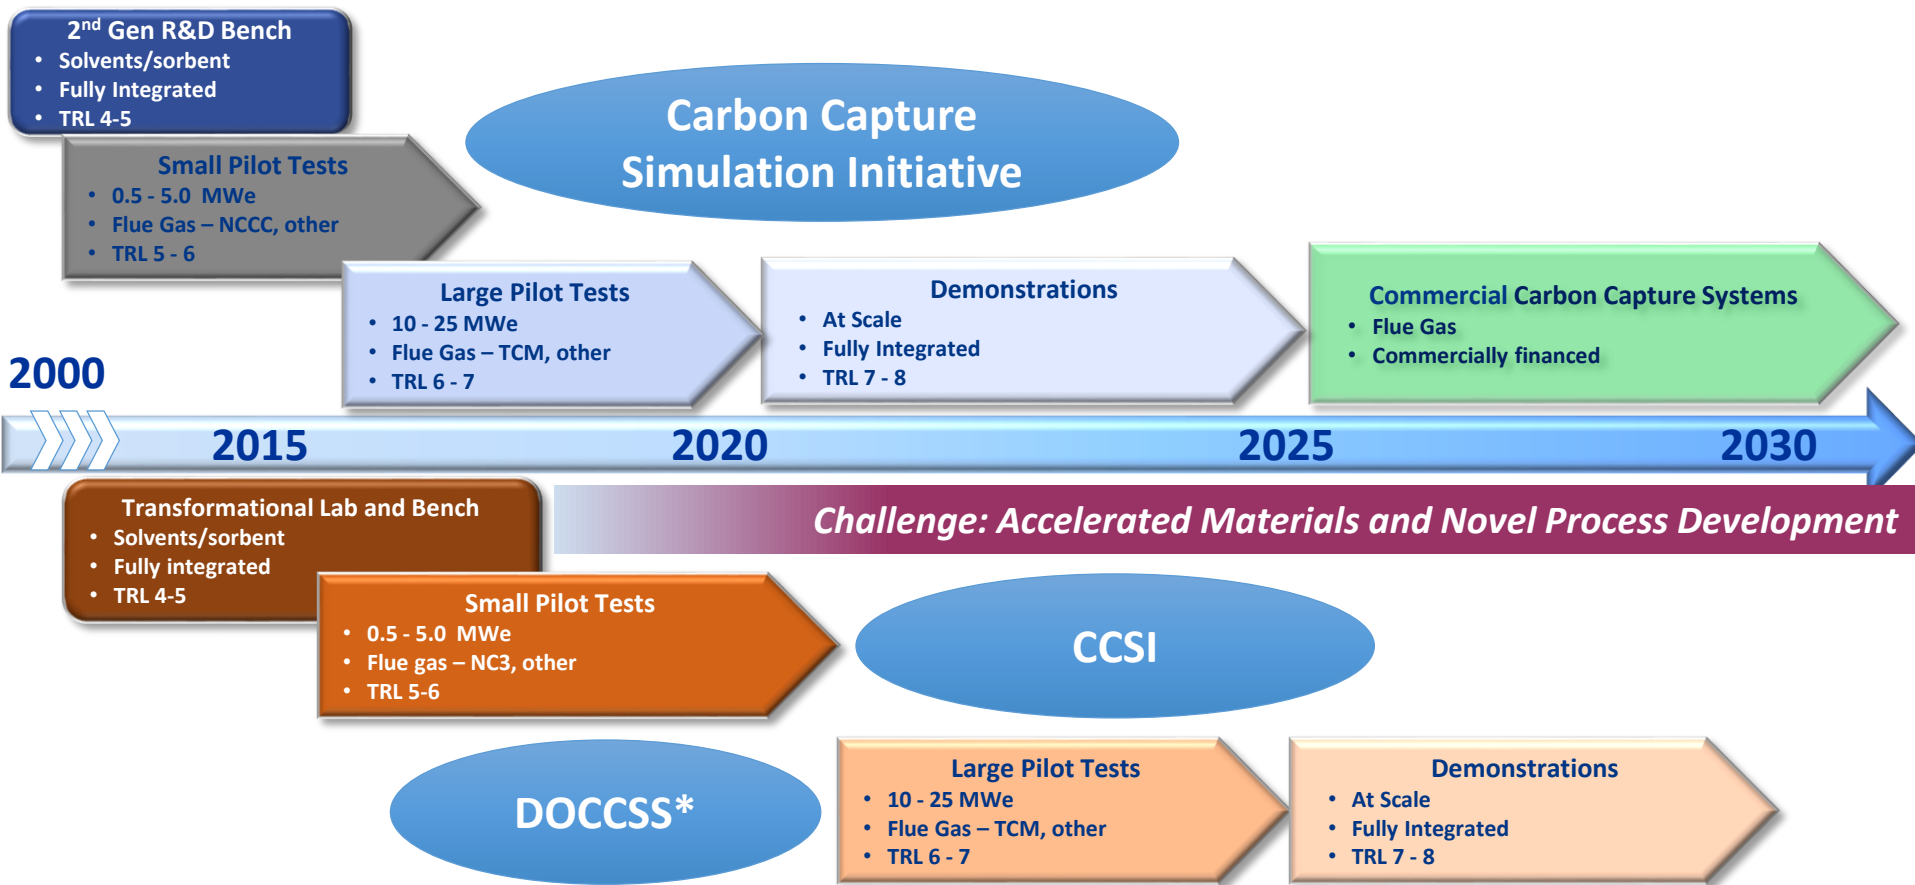 2nd Gen R&D Bench
• Solvents/sorbent
• Fully Integrated
• TRL 4-5
Carbon Capture
Simulation Initiative
Small Pilot Tests
• 0.5 - 5.0 MWe
• Flue Gas – NCCC, other
• TRL 5 - 6
Large Pilot Tests
• 10 - 25 MWe
• Flue Gas – TCM, other
• TRL 6 - 7
Demonstrations
• At Scale
• Fully Integrated
• TRL 7 - 8
Commercial Carbon Capture Systems
• Flue Gas
• Commercially financed
2000
2015
2020
2025
2030
Transformational Lab and Bench
• Solvents/sorbent
• Fully integrated
• TRL 4-5
Challenge: Accelerated Materials and Novel Process Development
Small Pilot Tests
• 0.5 - 5.0 MWe
• Flue gas – NC3, other
• TRL 5-6
CCSI
DOCCSS*
Large Pilot Tests
• 10 - 25 MWe
• Flue Gas – TCM, other
• TRL 6 - 7
Demonstrations
• At Scale
• Fully Integrated
• TRL 7 - 8